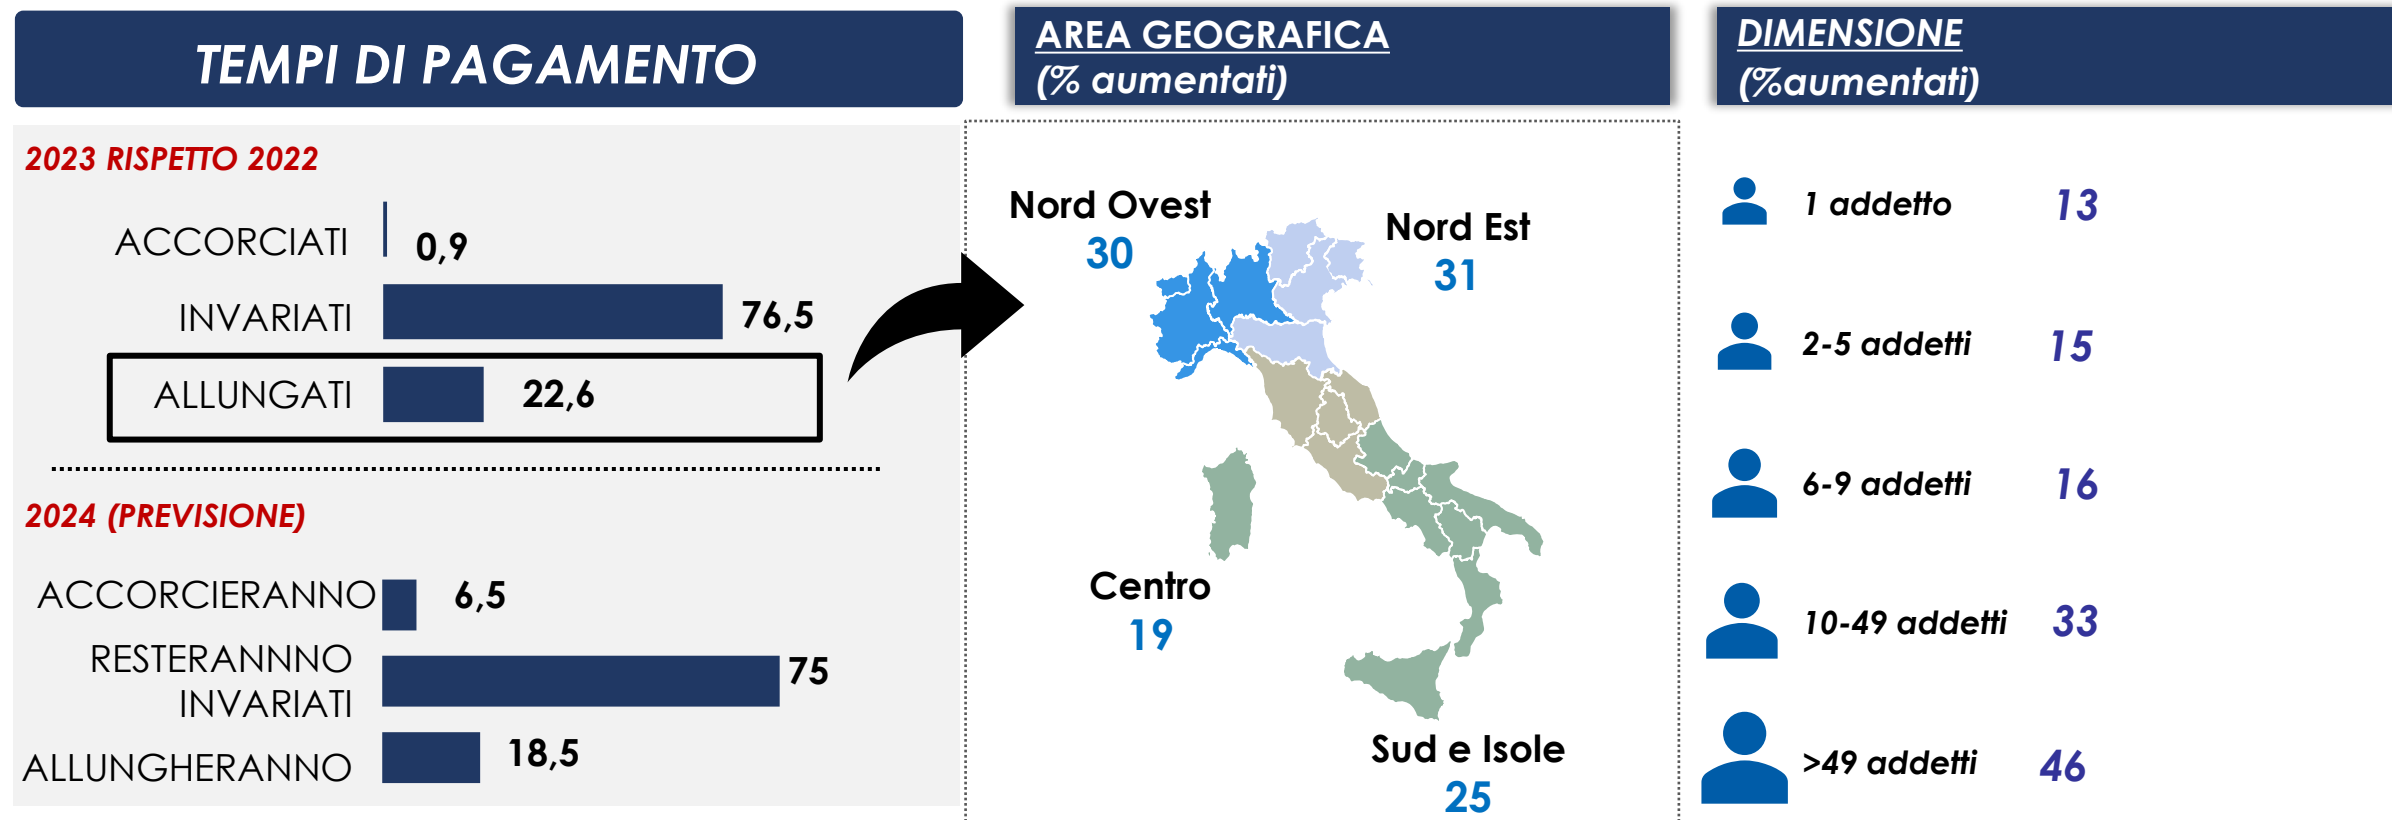 TEMPI DI PAGAMENTO
2023 RISPETTO 2022
ACCORCIATI 0,9
INVARIATI 76,5
ALLUNGATI 22,6
2024 (PREVISIONE)
ACCORCIERANNO 6,5
RESTERANNNO
INVARIATI 75
ALLUNGHERANNO 18,5
AREA GEOGRAFICA
(% aumentati)
Nord Ovest
30
Nord Est
31
Centro
19
Sud e Isole
25
DIMENSIONE
(%aumentati)
1 addetto 13
2-5 addetti 15
6-9 addetti 16
10-49 addetti 33
>49 addetti 46